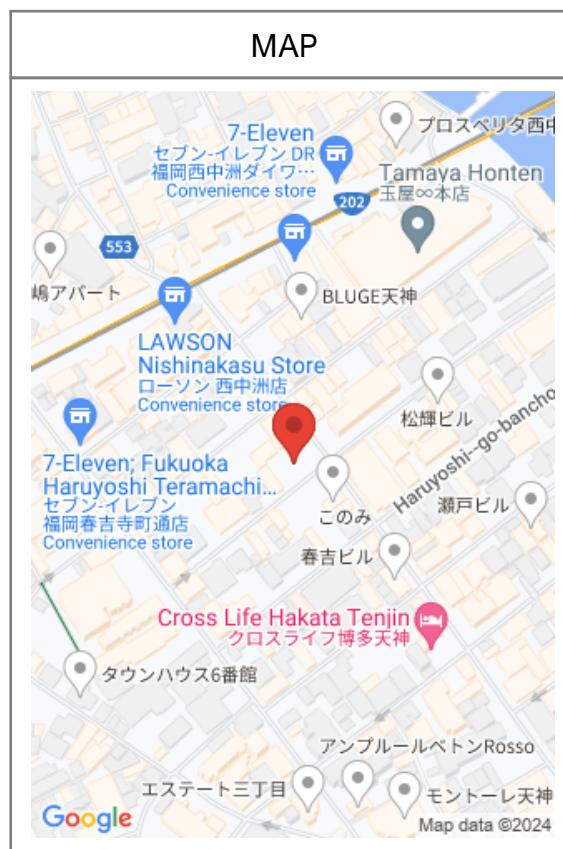 MAP
7-Eleven
セブン-イレブン DR
福岡西中洲ダイワ…
Convenience store
プロスペリタ西中
Tamaya Honten
玉屋∞本店
202
553
嶋アパート
BLUGE天神
LAWSON
Nishinakasu Store
ローソン 西中洲店
Convenience store
松輝ビル
Haruyoshi--go-bancho
7-Eleven; Fukuoka
Haruyoshi Teramachi...
セブン-イレブン
福岡春吉寺町通店
Convenience store
このみ
瀬戸ビル
春吉ビル
Cross Life Hakata Tenjin
クロスライフ博多天神
タウンハウス6番館
アンプルールベトンRosso
エステート三丁目
モントーレ天神
Google
Map data ©2024